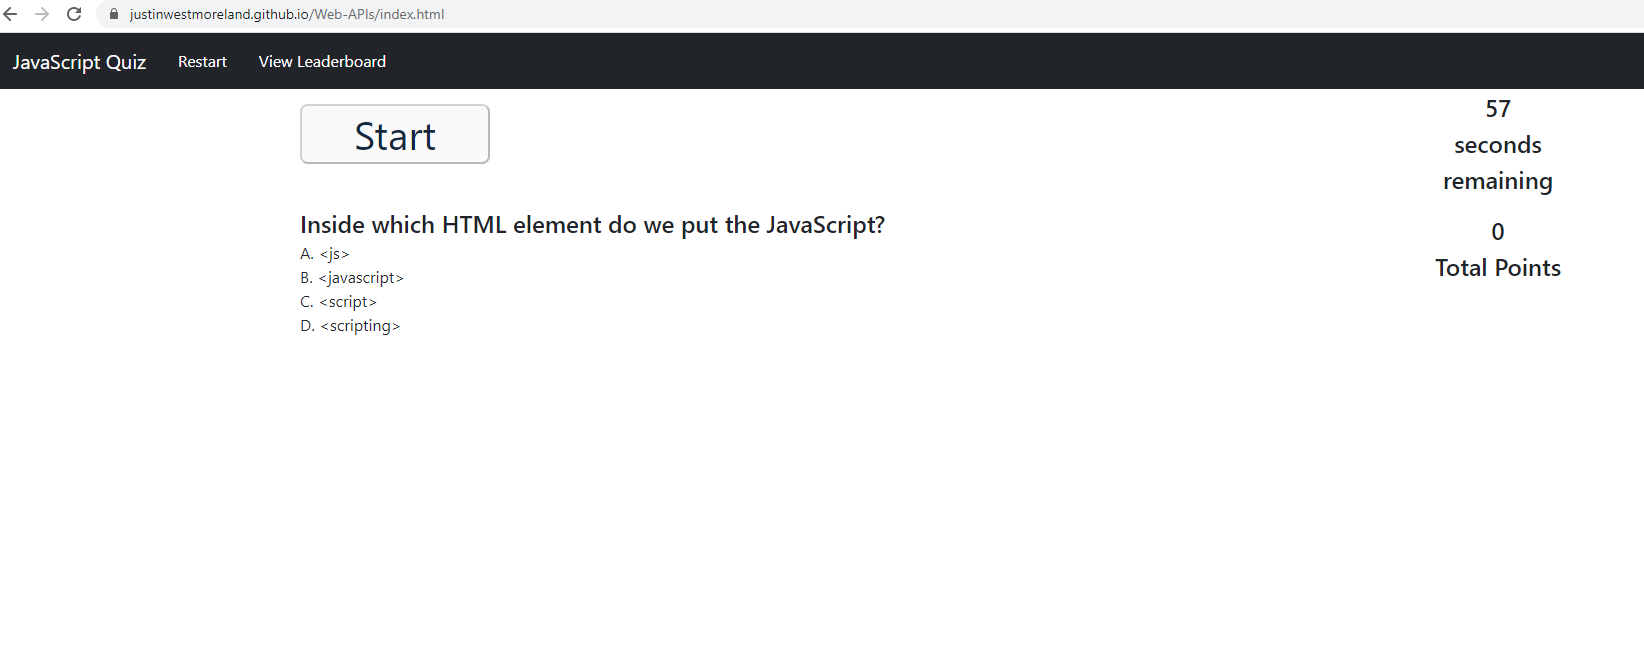 justinwestmoreland.github.io/Web-APIs/index.html
JavaScript Quiz Restart View Leaderboard
Start
57
seconds
remaining
0
Total Points
Inside which HTML element do we put the JavaScript?
A. <js>
B. <javascript>
C. <script>
D. <scripting>